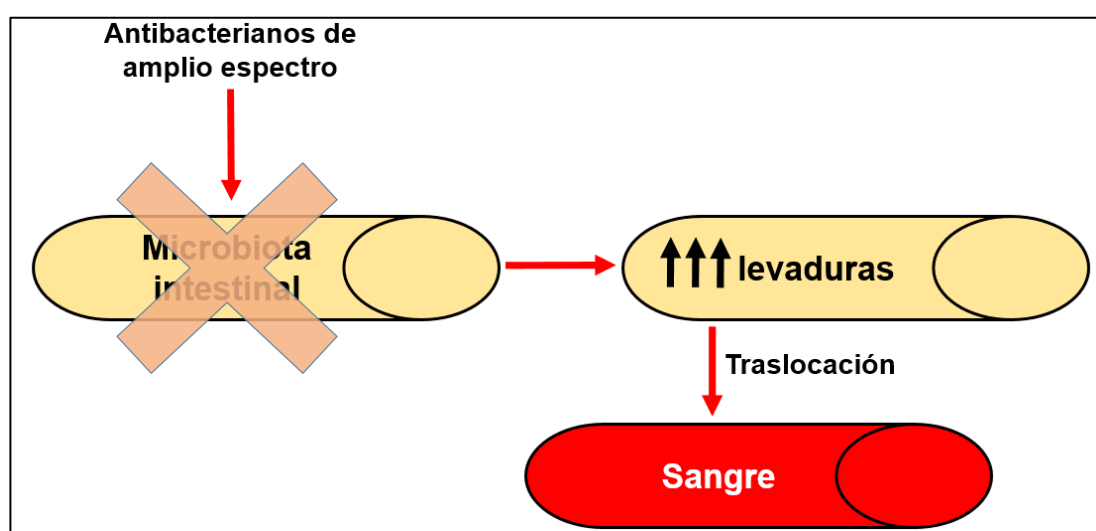 Antibacterianos de
amplio espectro
Microbiota
intestinal
levaduras
Traslocación
Sangre